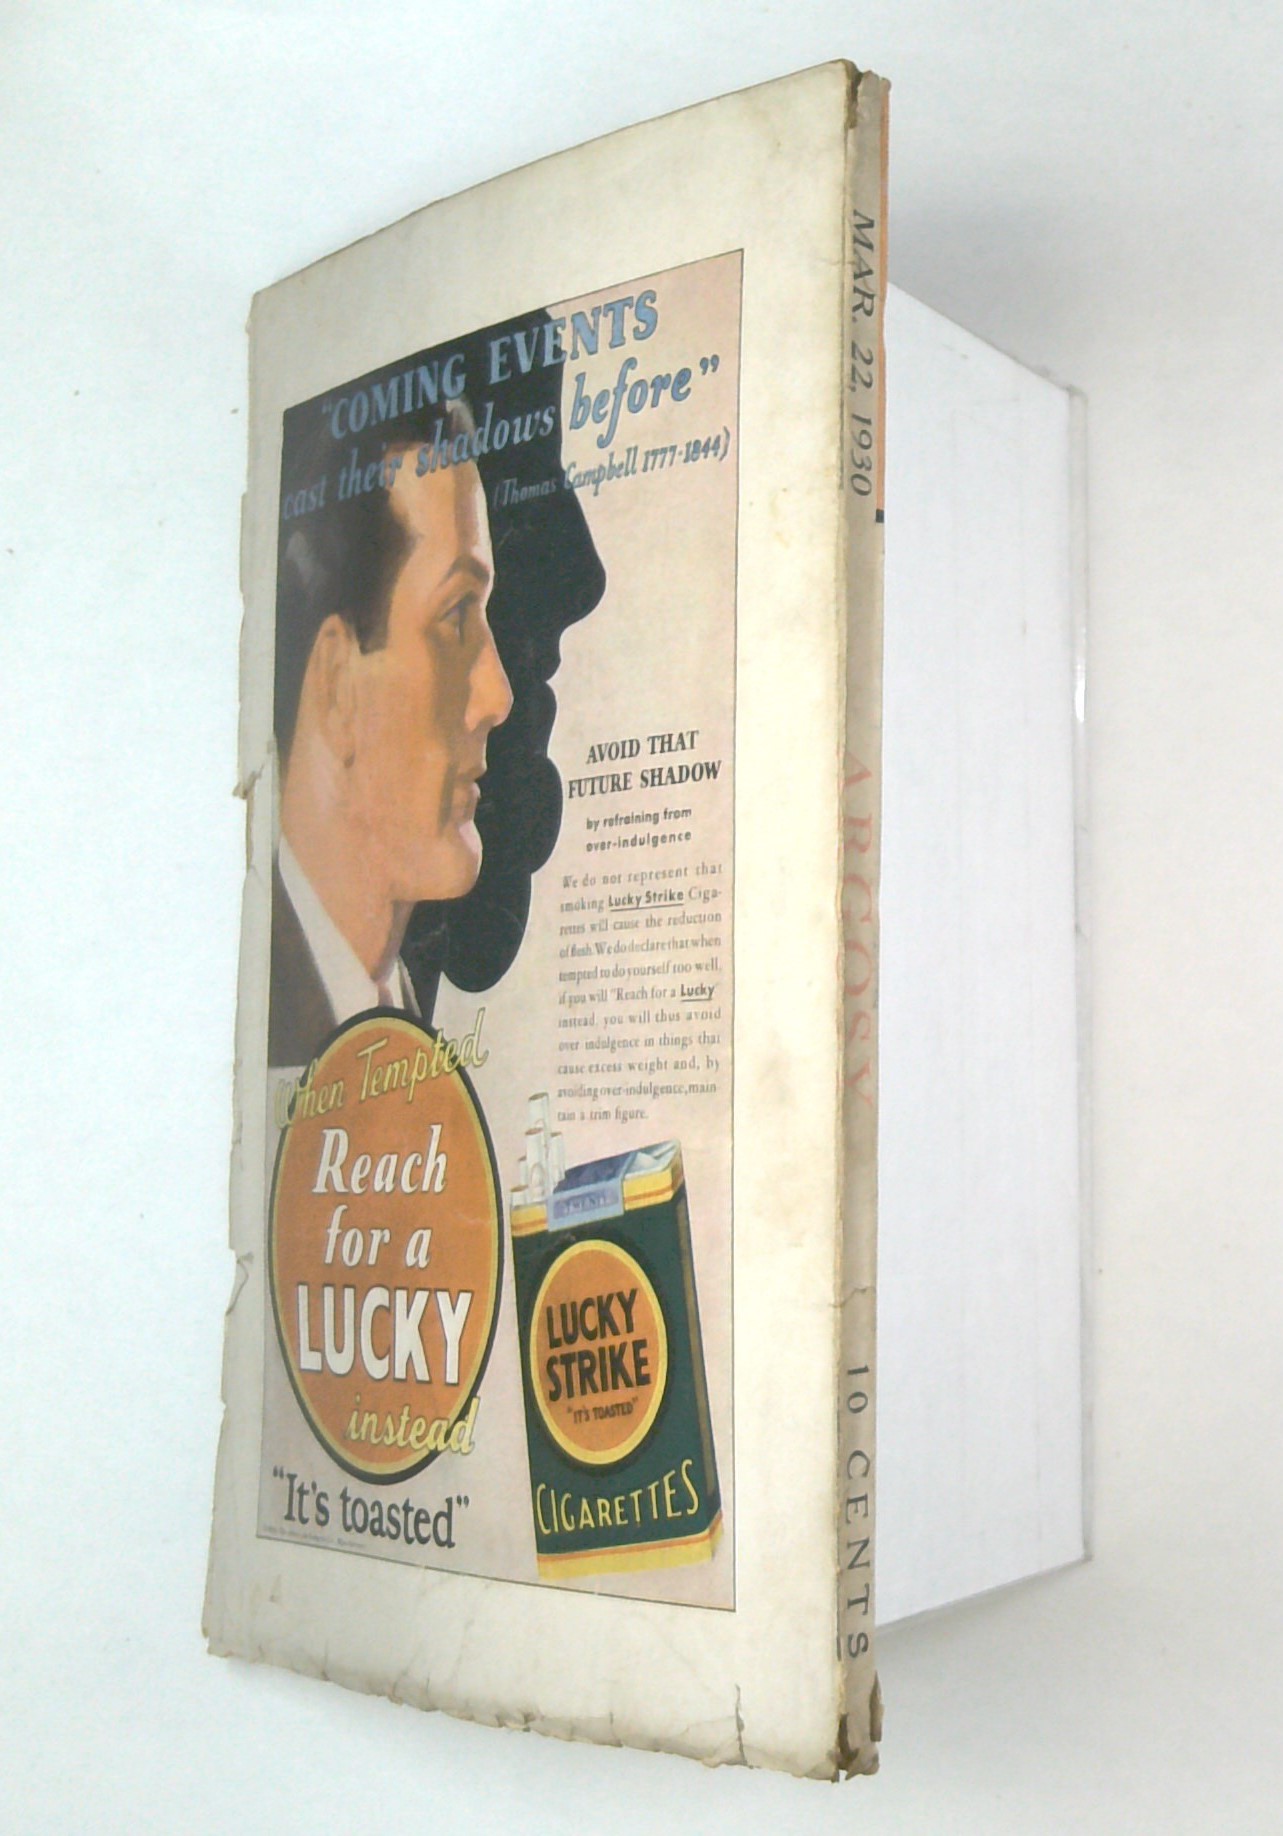 "COMING EVENTS
cast their shadows before"
(Thomas Campbell 1777-1844)
AVOID THAT
FUTURE SHADOW
by refraining from
over-indulgence
We do not represent that
smoking Lucky Strike Ciga-
rettes will cause the reduction
of flesh. We do declare that when
tempted to do yourself too well,
if you will "Reach for a Lucky"
instead, you will thus avoid
over indulgence in things that
cause excess weight and, by
avoiding over-indulgence, main-
tain a trim figure.
When Tempted
Reach
for a
LUCKY
instead
"It's toasted"
TWENTY
LUCKY
STRIKE
"IT'S TOASTED"
CIGARETTES
MAR. 22, 1930
ARGOSY
10 CENTS